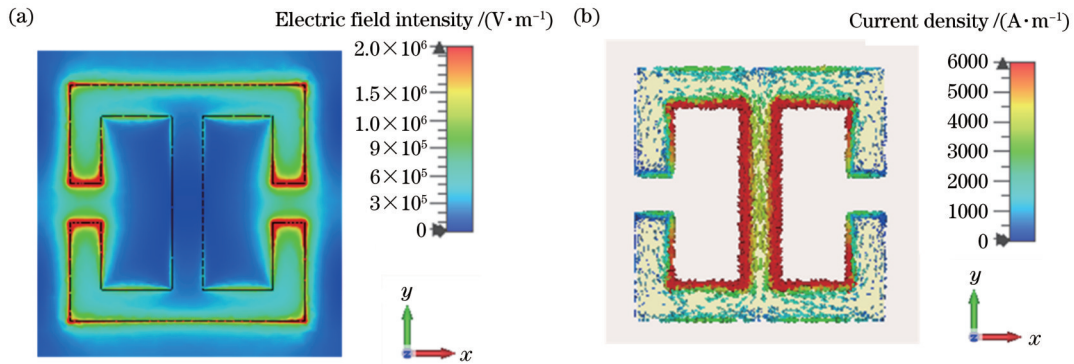 (a)
Electric field intensity /(V·m⁻¹)
2.0×10⁶
1.5×10⁶
1.0×10⁶
9×10⁵
6×10⁵
3×10⁵
0
y
x
(b)
Current density /(A·m⁻¹)
6000
5000
4000
3000
2000
1000
0
y
x